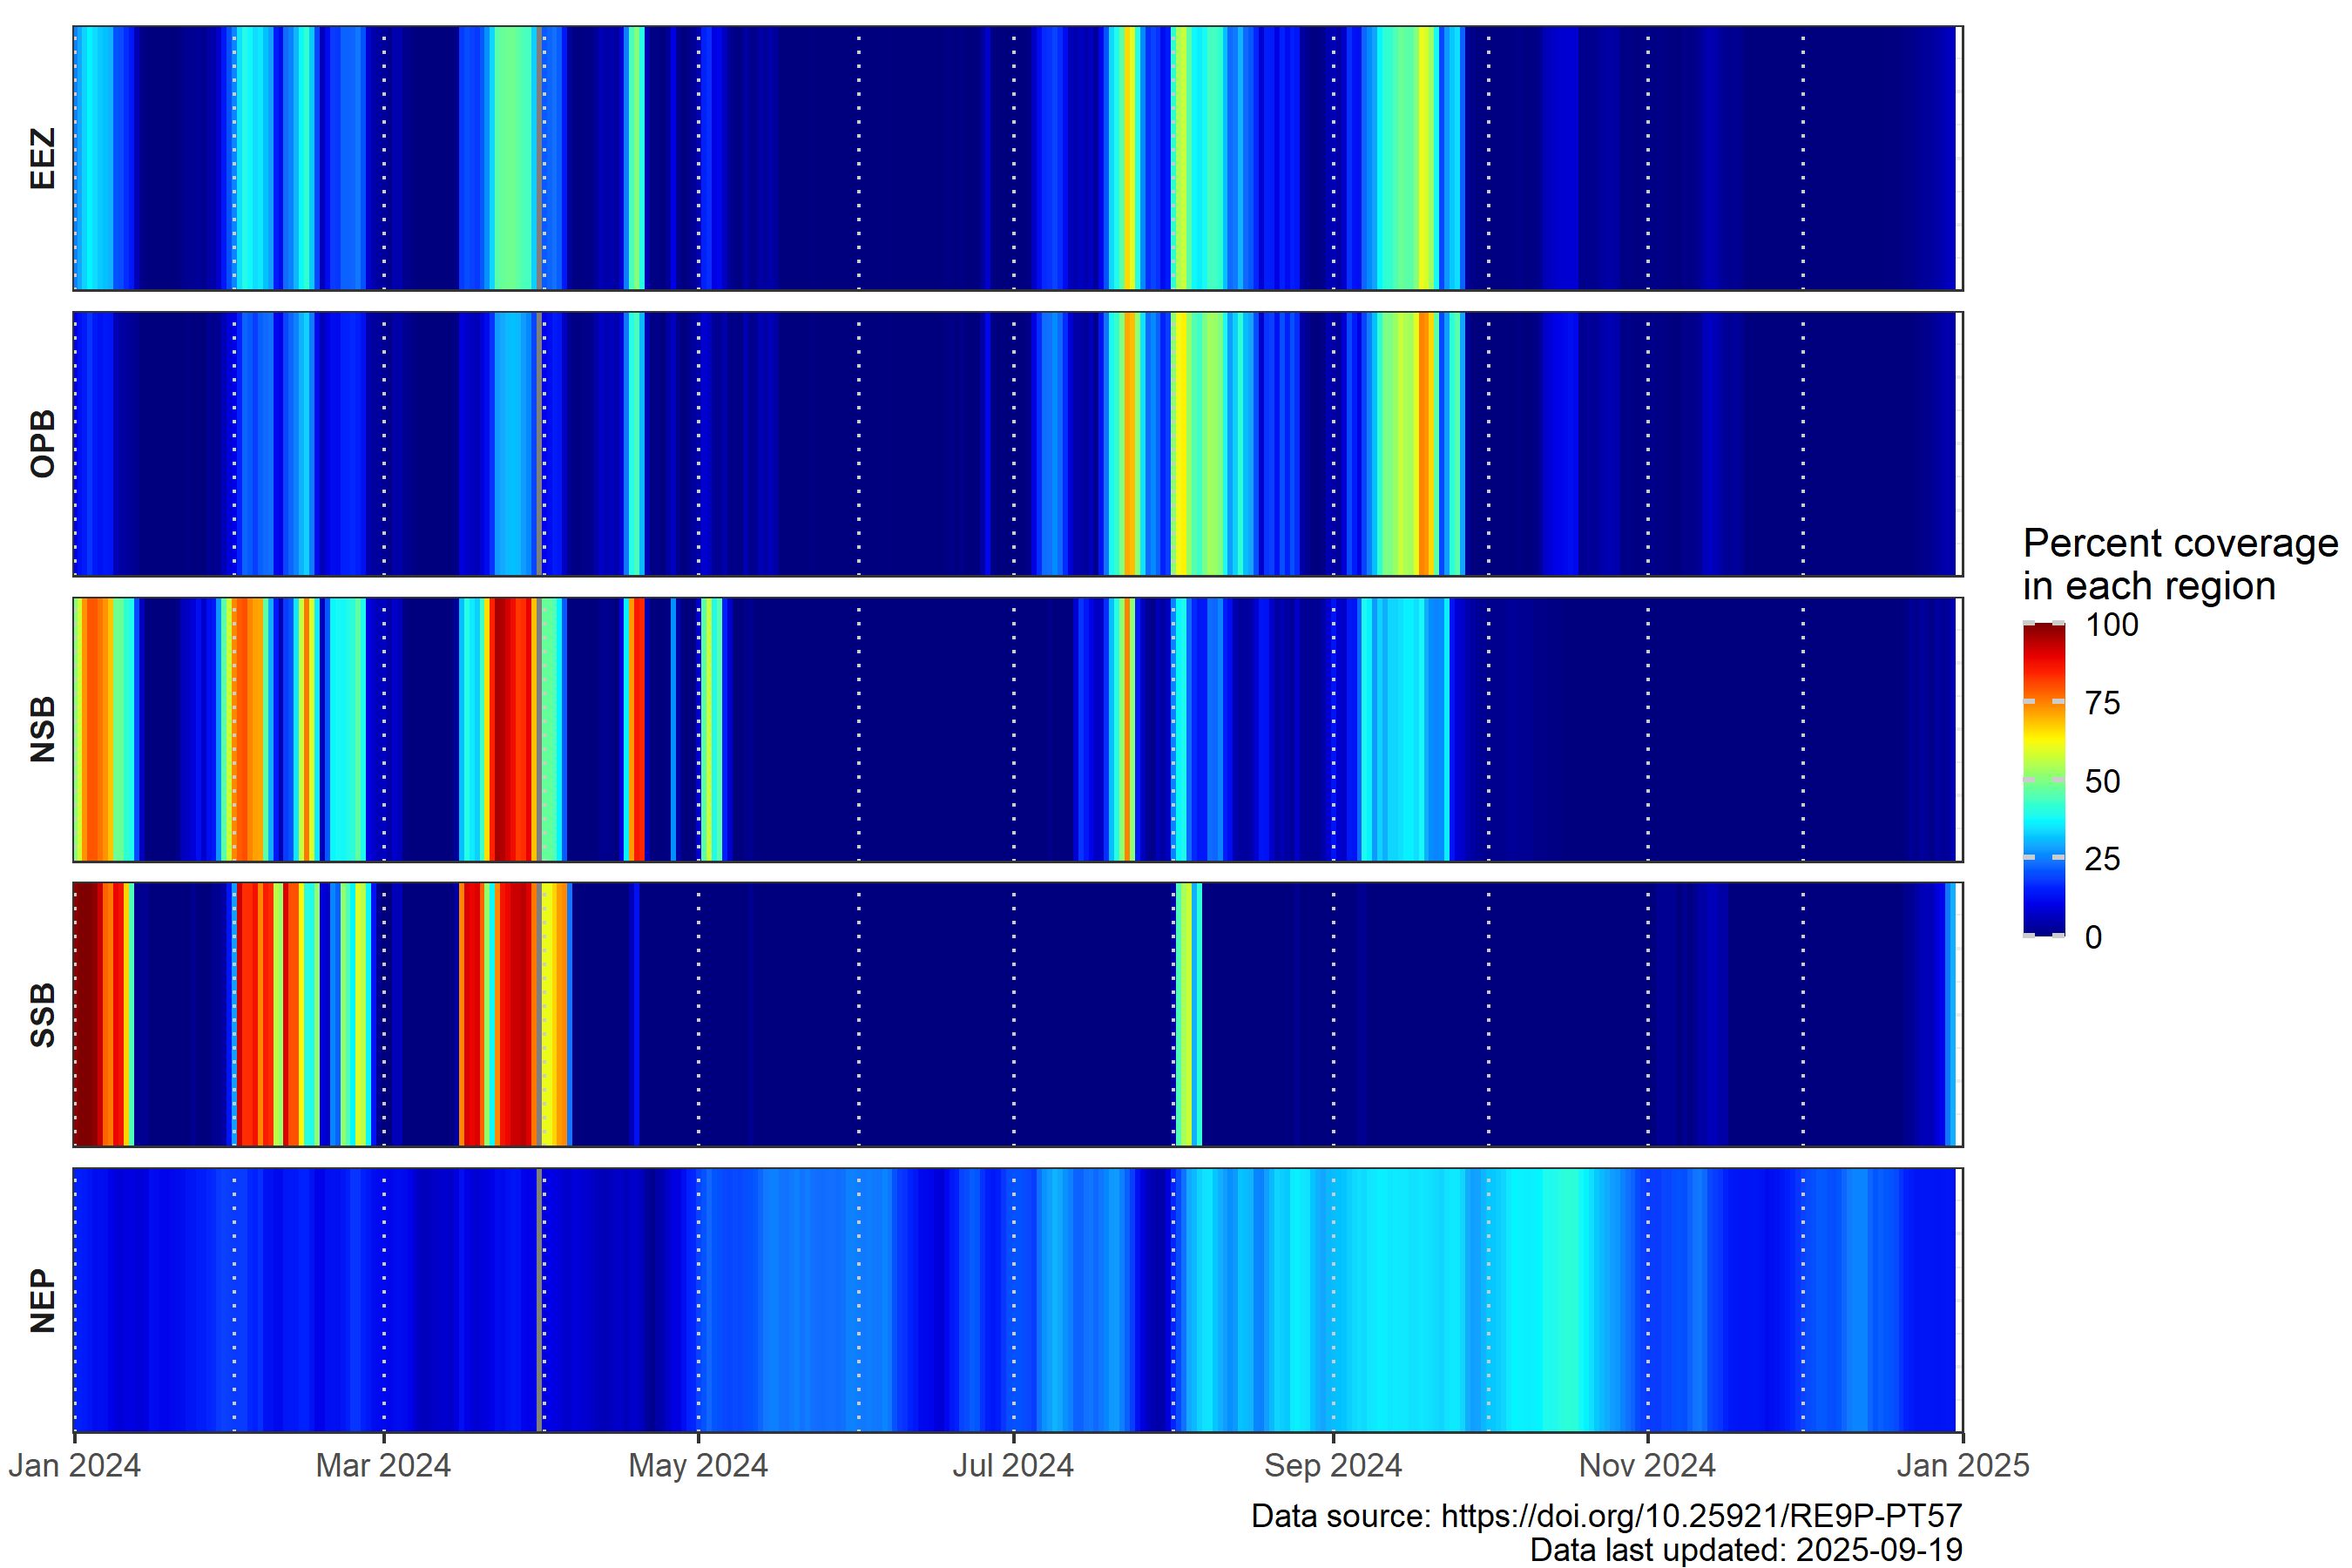 EEZ
OPB
NSB
SSB
NEP
Percent coverage
in each region
100
75
50
25
0
Jan 2024
Mar 2024
May 2024
Jul 2024
Sep 2024
Nov 2024
Jan 2025
Data source: https://doi.org/10.25921/RE9P-PT57
Data last updated: 2025-09-19